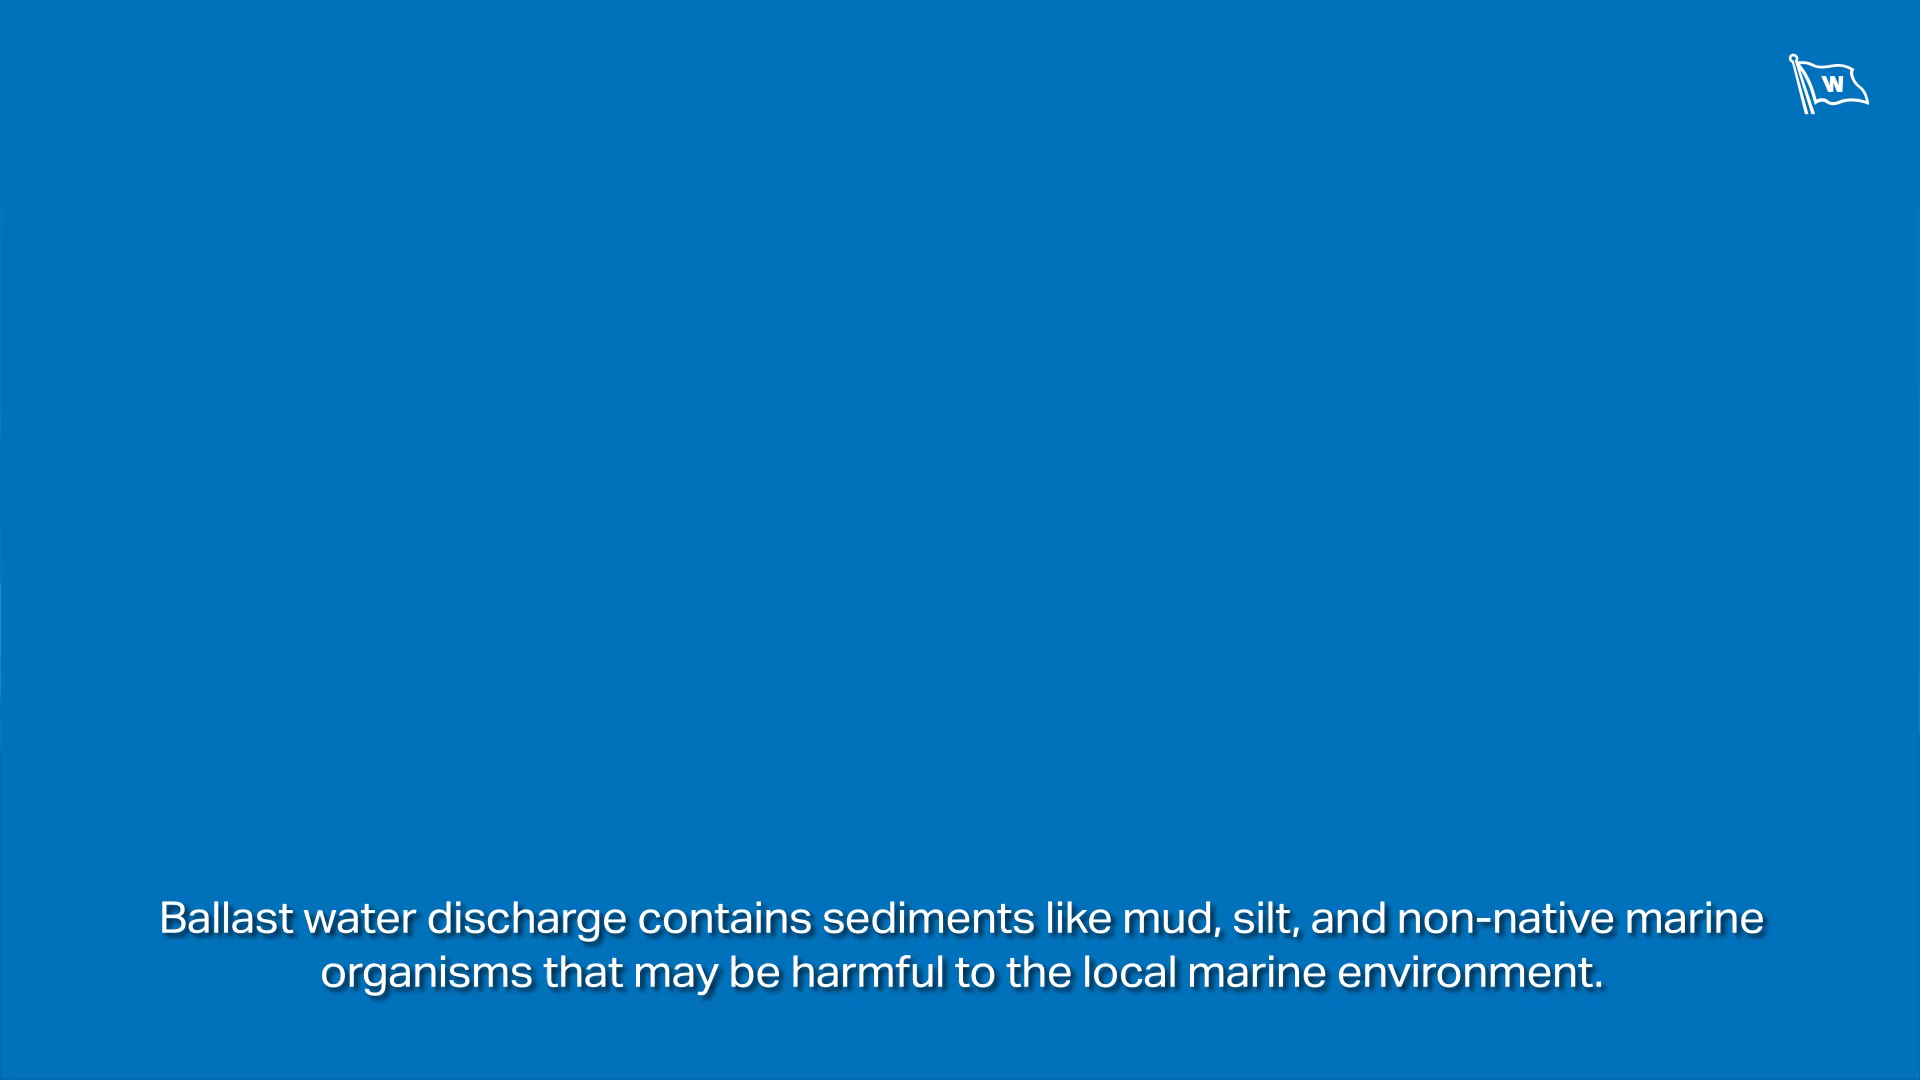 W
Ballast water discharge contains sediments like mud, silt, and non-native marine
organisms that may be harmful to the local marine environment.